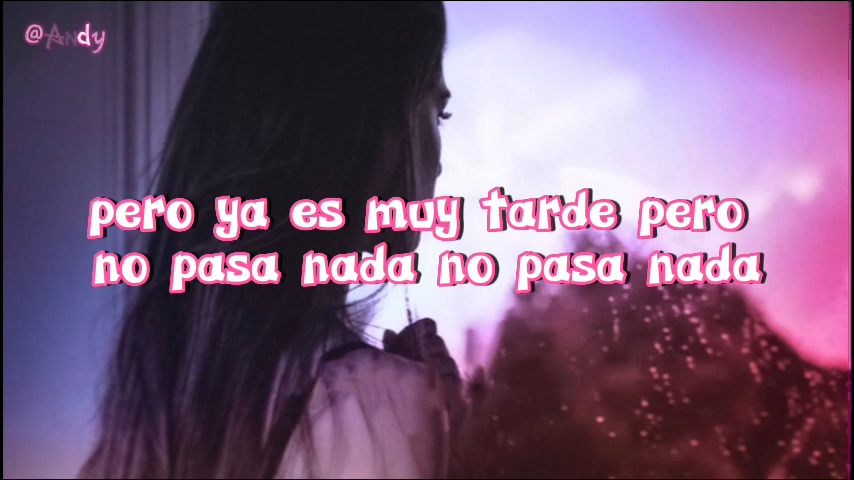 @Andy
pero ya es muy tarde pero
no pasa nada no pasa nada